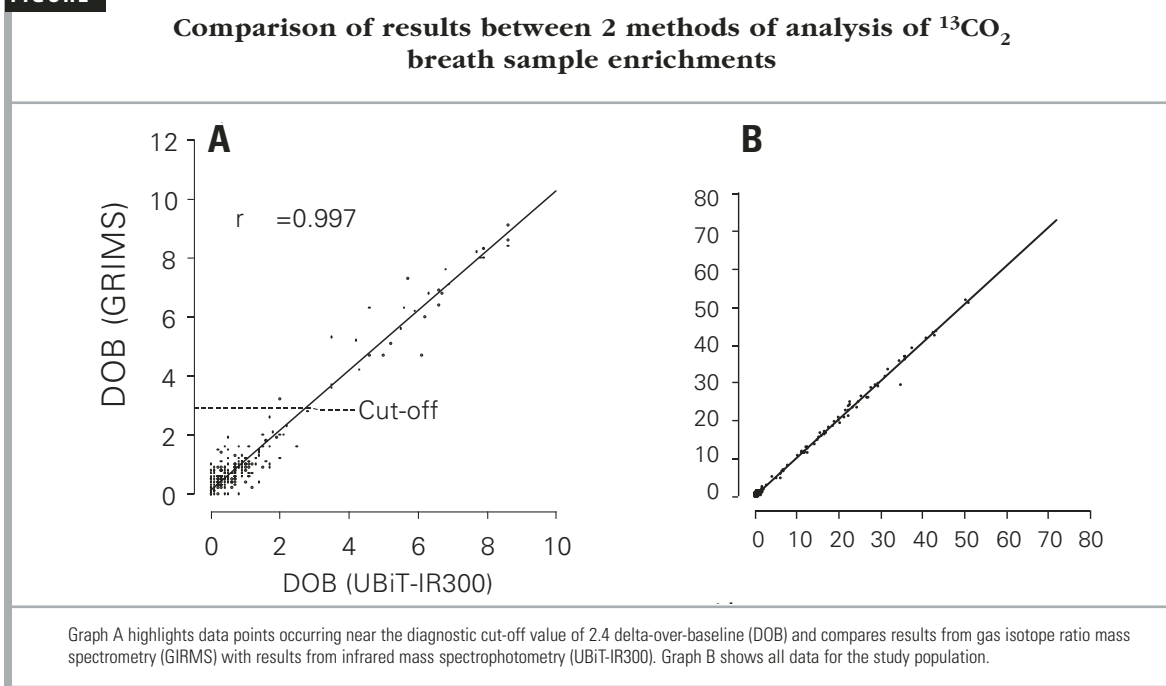 Comparison of results between 2 methods of analysis of ¹³CO₂
breath sample enrichments
A
12
10
8
6
4
2
0
DOB (GRIMS)
r =0.997
Cut-off
0 2 4 6 8 10
DOB (UBiT-IR300)
B
80
70
60
50
40
30
20
10
0
0 10 20 30 40 50 60 70 80
Graph A highlights data points occurring near the diagnostic cut-off value of 2.4 delta-over-baseline (DOB) and compares results from gas isotope ratio mass
spectrometry (GIRMS) with results from infrared mass spectrophotometry (UBiT-IR300). Graph B shows all data for the study population.